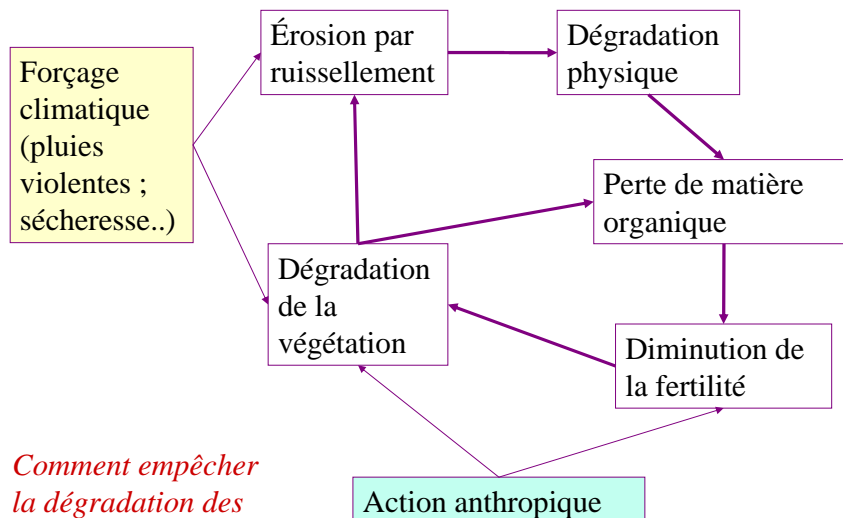 Érosion par
ruissellement
Dégradation
physique
Forçage
climatique
(pluies
violentes ;
sécheresse..)
Perte de matière
organique
Dégradation
de la
végétation
Diminution de
la fertilité
Comment empêcher
la dégradation des
Action anthropique